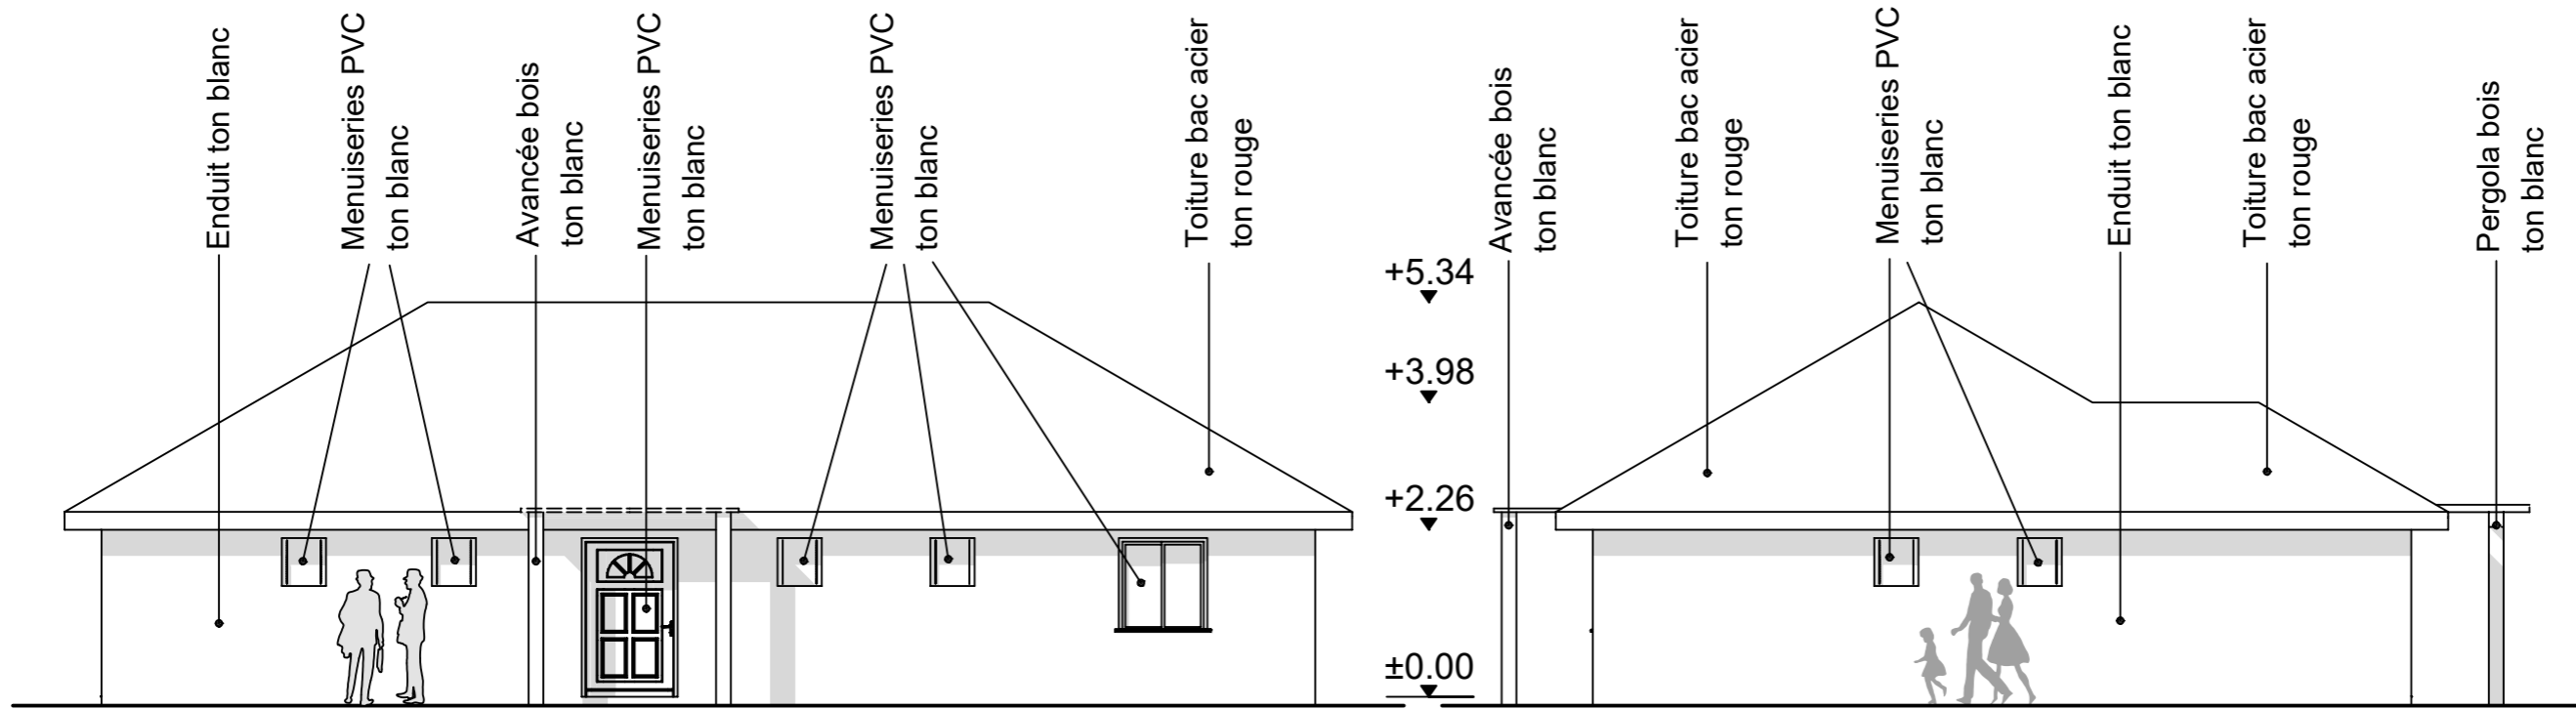 Enduit ton blanc
Menuiseries PVC
ton blanc
Avancée bois
ton blanc
Menuiseries PVC
ton blanc
Menuiseries PVC
ton blanc
Toiture bac acier
ton rouge
+5.34
+3.98
+2.26
±0.00
Avancée bois
ton blanc
Toiture bac acier
ton rouge
Menuiseries PVC
ton blanc
Enduit ton blanc
Toiture bac acier
ton rouge
Pergola bois
ton blanc